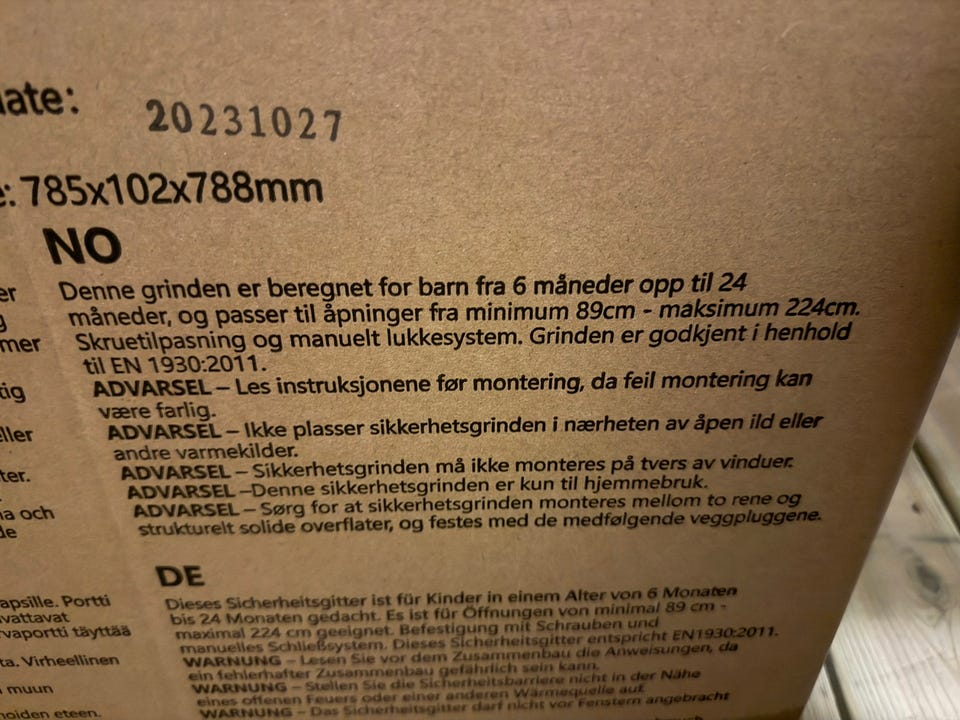 ate:
20231027
: 785x102x788mm
NO
Denne grinden er beregnet for barn fra 6 måneder opp til 24
måneder, og passer til åpninger fra minimum 89cm - maksimum 224cm.
Skruetilpasning og manuelt lukkesystem. Grinden er godkjent i henhold
til EN 1930:2011.
ADVARSEL – Les instruksjonene før montering, da feil montering kan
være farlig.
ADVARSEL – Ikke plasser sikkerhetsgrinden i nærheten av åpen ild eller
andre varmekilder.
ADVARSEL – Sikkerhetsgrinden må ikke monteres på tvers av vinduer.
ADVARSEL –Denne sikkerhetsgrinden er kun til hjemmebruk.
ADVARSEL – Sørg for at sikkerhetsgrinden monteres mellom to rene og
strukturelt solide overflater, og festes med de medfølgende veggpluggene.
DE
Dieses Sicherheitsgitter ist für Kinder in einem Alter von 6 Monaten
bis 24 Monaten gedacht. Es ist für Öffnungen von minimal 89 cm -
maximal 224 cm geeignet. Befestigung mit Schrauben und
manuelles Schließsystem. Dieses Sicherheitsgitter entspricht EN1930:2011.
WARNUNG – Lesen Sie vor dem Zusammenbau die Anweisungen, da
ein fehlerhafter Zusammenbau gefährlich sein kann.
WARNUNG – Stellen Sie die Sicherheitsbarriere nicht in der Nähe
eines offenen Feuers oder einer anderen Wärmequelle auf.
WARNUNG – Das Sicherheitsgitter darf nicht vor Fenstern angebracht
er
mer
tig
ller
ter.
na och
de
apsille. Portti
vattavat
vaportti täyttää
ta. Virheellinen
muun
noiden eteen.